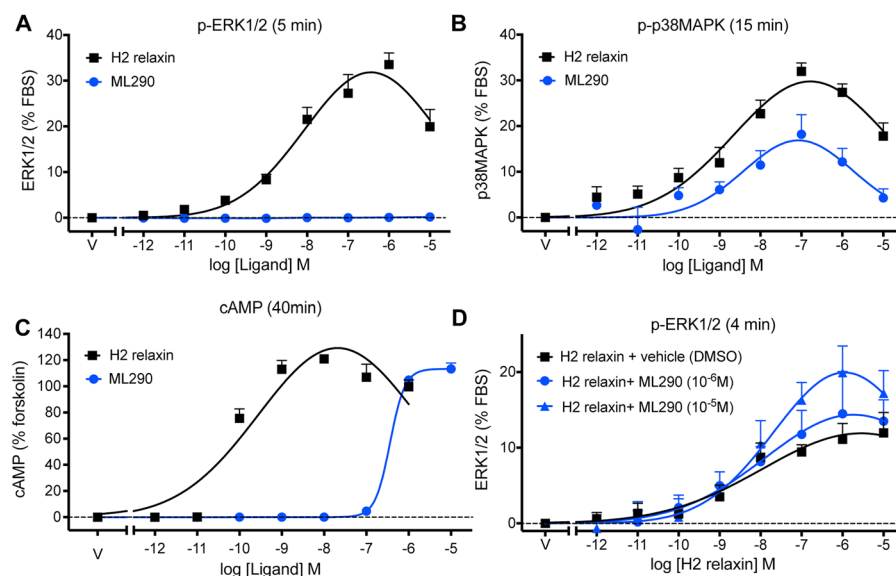 A
p-ERK1/2 (5 min)
H2 relaxin
ML290
ERK1/2 (% FBS)
40
30
20
10
0
V
-12
-11
-10
-9
-8
-7
-6
-5
log [Ligand] M
B
p-p38MAPK (15 min)
H2 relaxin
ML290
p38MAPK (% FBS)
40
30
20
10
0
V
-12
-11
-10
-9
-8
-7
-6
-5
log [Ligand] M
C
cAMP (40min)
H2 relaxin
ML290
cAMP (% forskolin)
140
120
100
80
60
40
20
0
V
-12
-11
-10
-9
-8
-7
-6
-5
log [Ligand] M
D
p-ERK1/2 (4 min)
H2 relaxin + vehicle (DMSO)
H2 relaxin+ ML290 (10⁻⁶M)
H2 relaxin+ ML290 (10⁻⁵M)
ERK1/2 (% FBS)
20
10
0
V
-12
-11
-10
-9
-8
-7
-6
-5
log [H2 relaxin] M